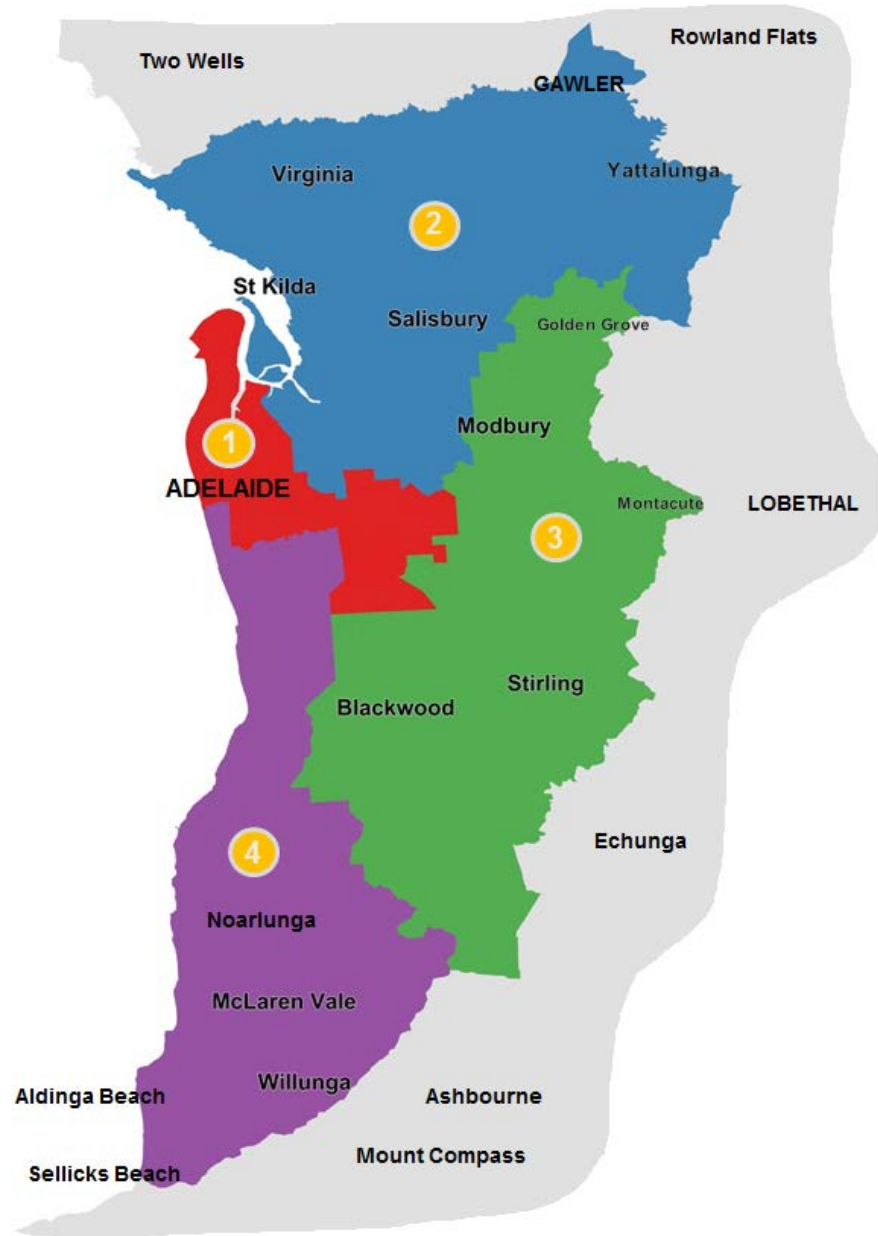 Rowland Flats
Two Wells
GAWLER
Virginia
Yattalunga
2
St Kilda
Salisbury
Golden Grove
Modbury
1
ADELAIDE
Montacute
LOBETHAL
3
Stirling
Blackwood
Echunga
4
Noarlunga
McLaren Vale
Willunga
Aldinga Beach
Ashbourne
Mount Compass
Sellicks Beach